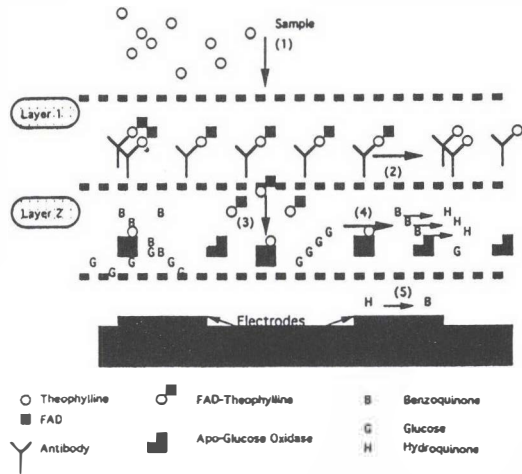 Sample
(1)
Layer 1
(2)
Layer 2
B B
B
(3)
(4)
B H
B H
B H
B
G B
G B G
G G G
G G
G G
G G
G
(5)
H B
Electrodes
Theophylline
FAD
Antibody
FAD-Theophylline
Apo-Glucose Oxidase
B Benzoquinone
G Glucose
H Hydroquinone